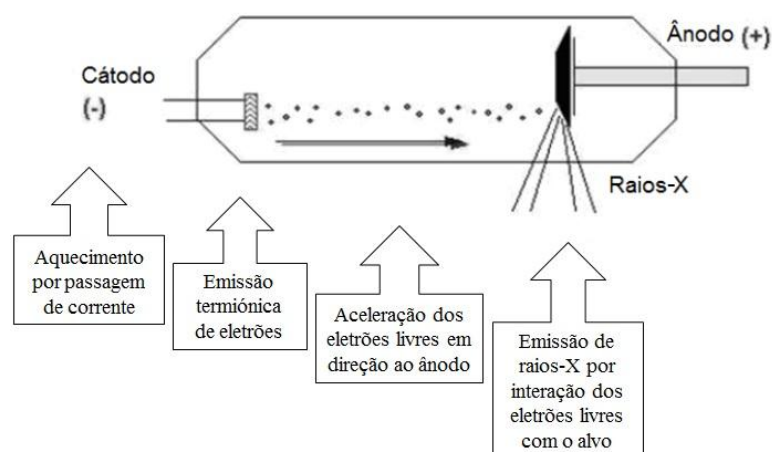 Ânodo (+)
Cátodo
(-)
Raios-X
Aquecimento
por passagem
de corrente
Emissão
termiónica
de eletrões
Aceleração dos
eletrões livres em
direção ao ânodo
Emissão de
raios-X por
interação dos
eletrões livres
com o alvo